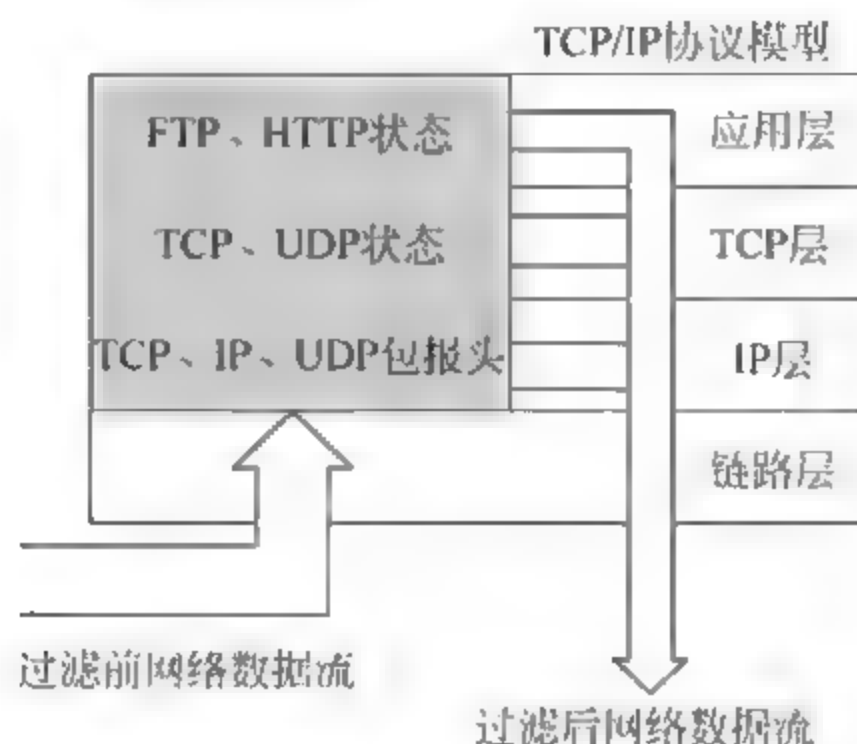 TCP/IP协议模型
FTP、HTTP状态
应用层
TCP、UDP状态
TCP层
TCP、IP、UDP包报头
IP层
链路层
过滤前网络数据流
过滤后网络数据流